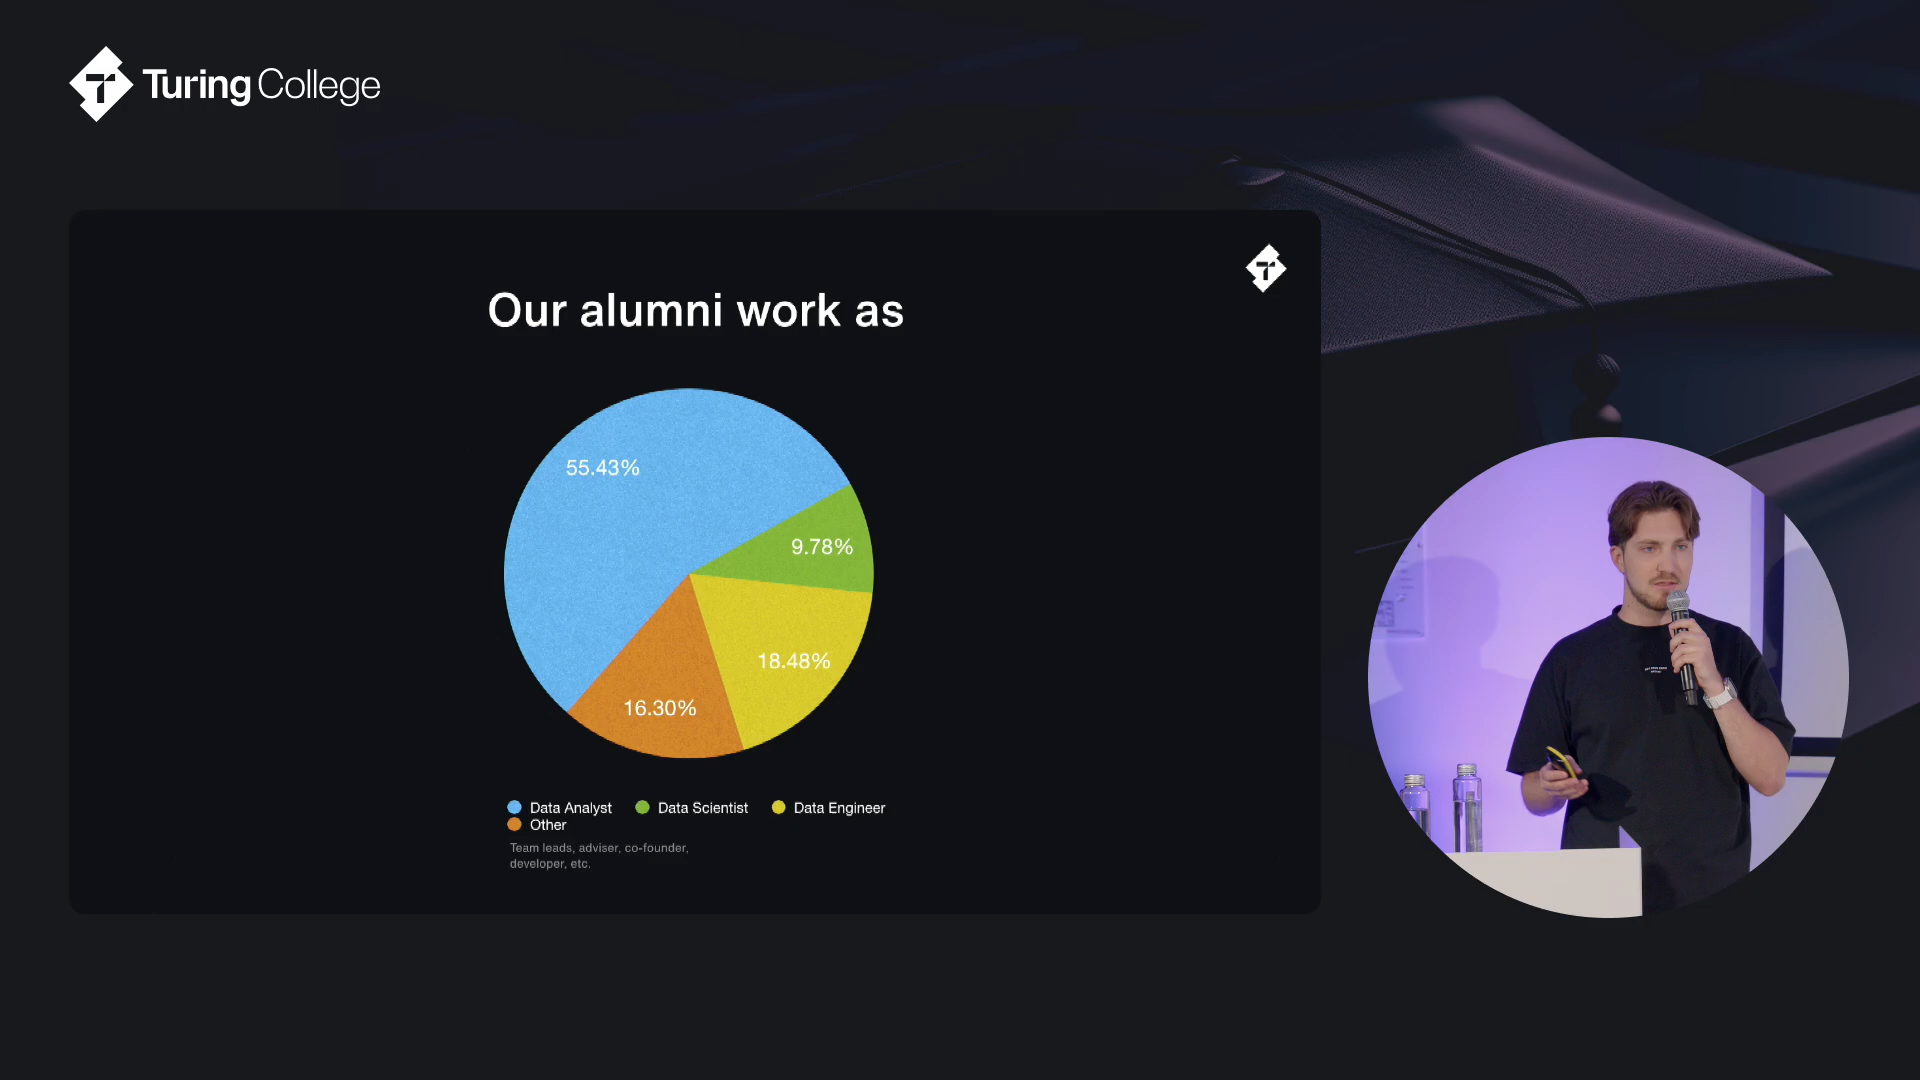 Turing College
Our alumni work as
55.43%
9.78%
18.48%
16.30%
Data Analyst Data Scientist Data Engineer
Other
Team leads, adviser, co-founder,
developer, etc.